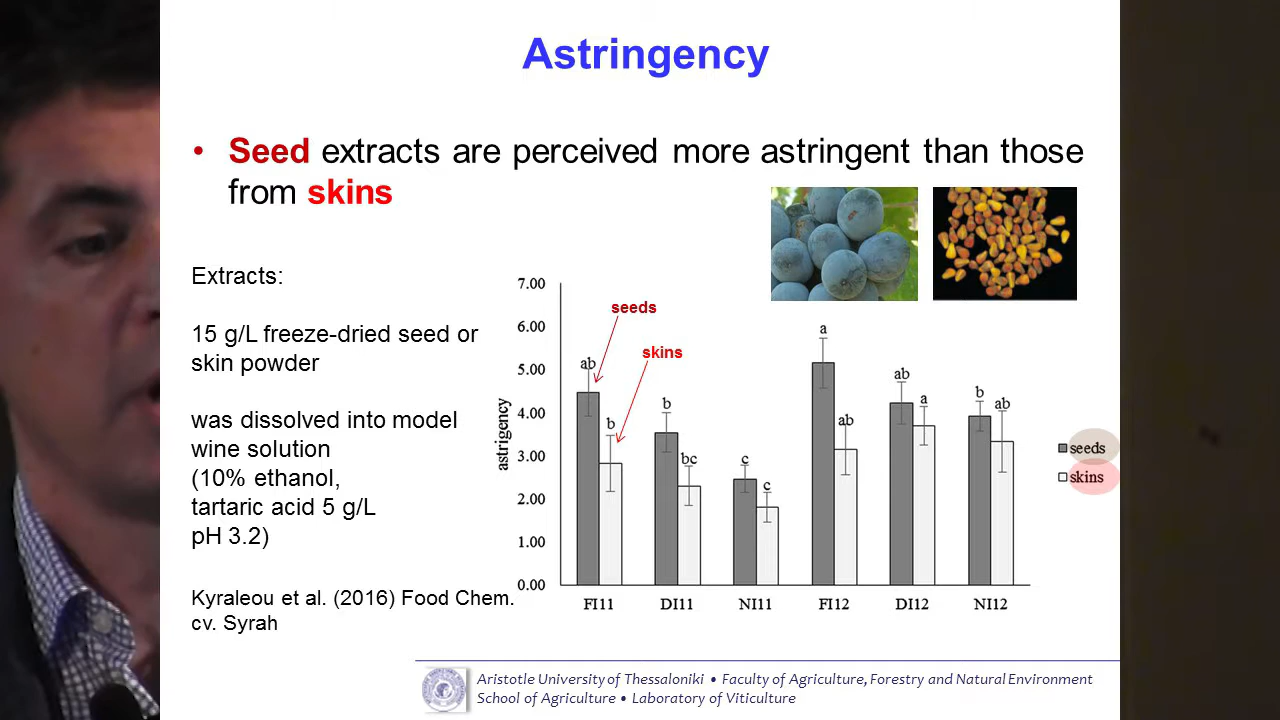 Astringency
• Seed extracts are perceived more astringent than those
from skins
Extracts:
15 g/L freeze-dried seed or
skin powder
was dissolved into model
wine solution
(10% ethanol,
tartaric acid 5 g/L
pH 3.2)
Kyraleou et al. (2016) Food Chem.
cv. Syrah
astrigency
7.00
6.00
5.00
4.00
3.00
2.00
1.00
0.00
seeds
skins
ab
b
b
bc
c
c
a
ab
ab
a
b
ab
FI11
DI11
NI11
FI12
DI12
NI12
seeds
skins
Aristotle University of Thessaloniki • Faculty of Agriculture, Forestry and Natural Environment
School of Agriculture • Laboratory of Viticulture